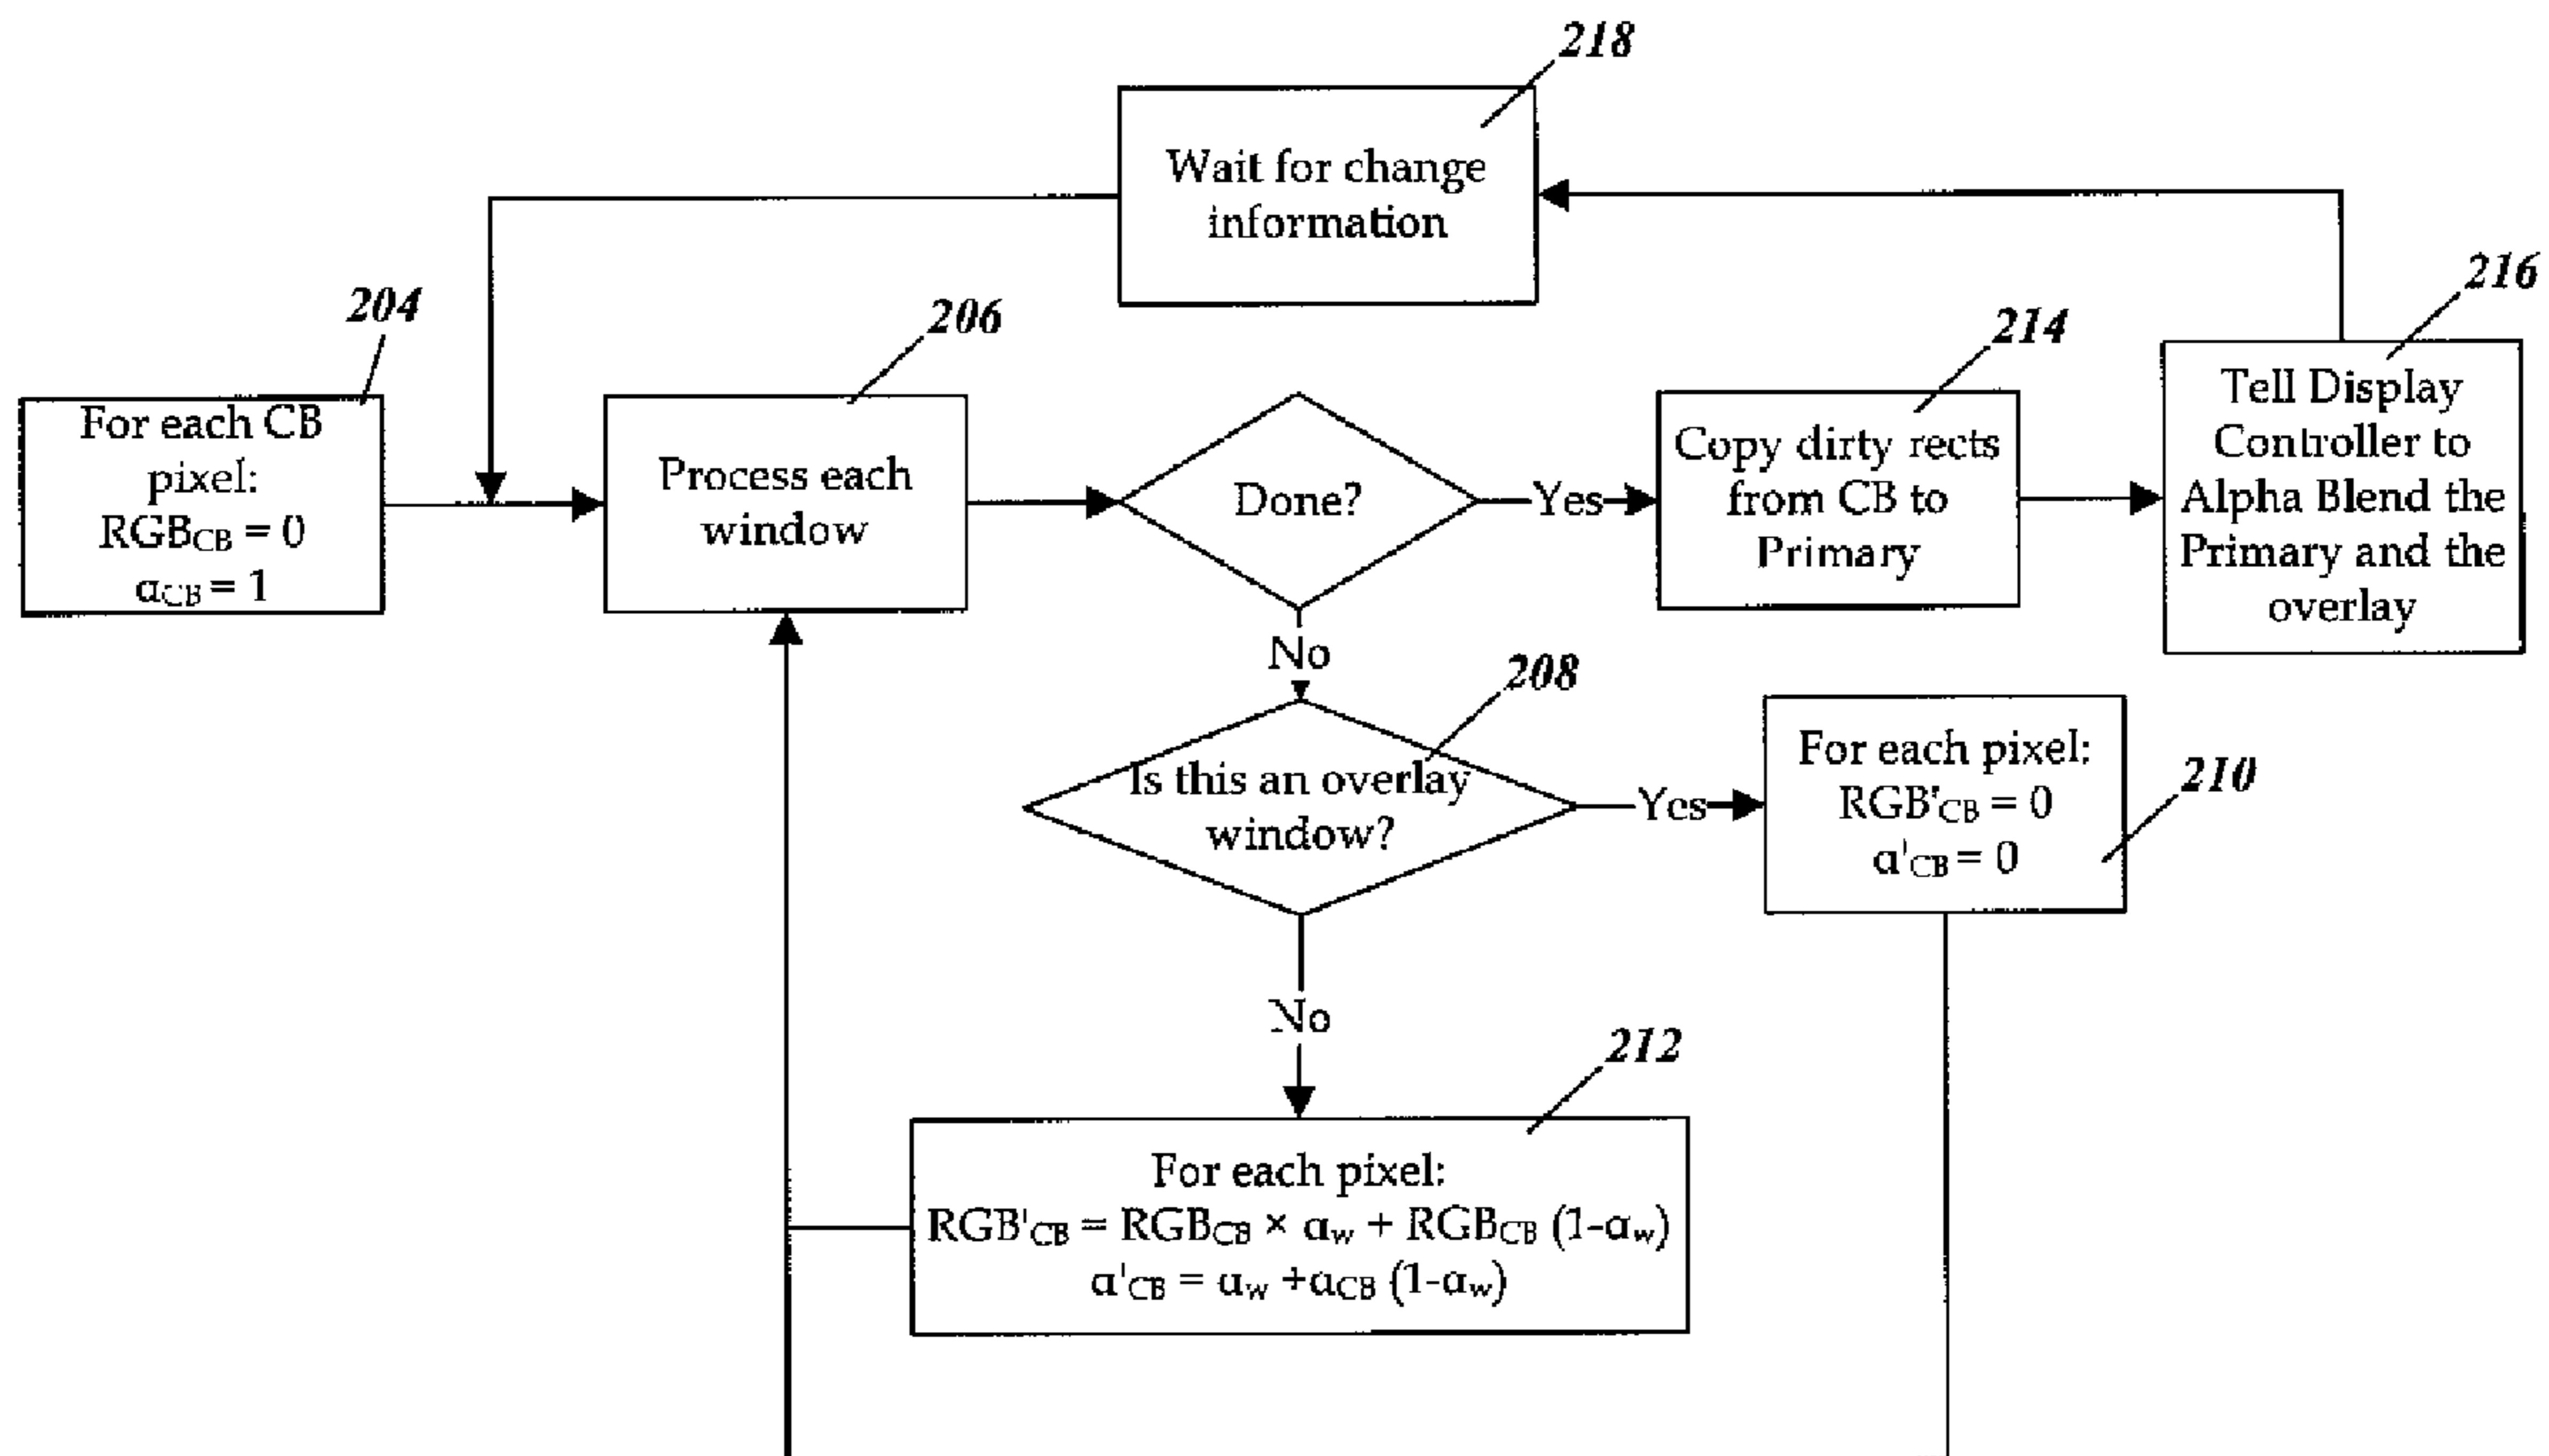 218
Wait for change
information
204
For each CB
pixel:
RGBCB = 0
αCB = 1
206
Process each
window
Done?
Yes
214
Copy dirty rects
from CB to
Primary
216
Tell Display
Controller to
Alpha Blend the
Primary and the
overlay
No
208
Is this an overlay
window?
Yes
For each pixel:
RGB'CB = 0
α'CB = 0
210
No
212
For each pixel:
RGB'CB = RGBCB × αw + RGBCB (1-αw)
α'CB = αw +αCB (1-αw)